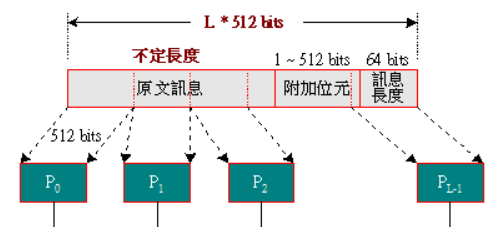 L * 512 bits
不定長度
1 ~ 512 bits 64 bits
原文訊息 附加位元 訊息長度
512 bits
P0 P1 P2 PL-1